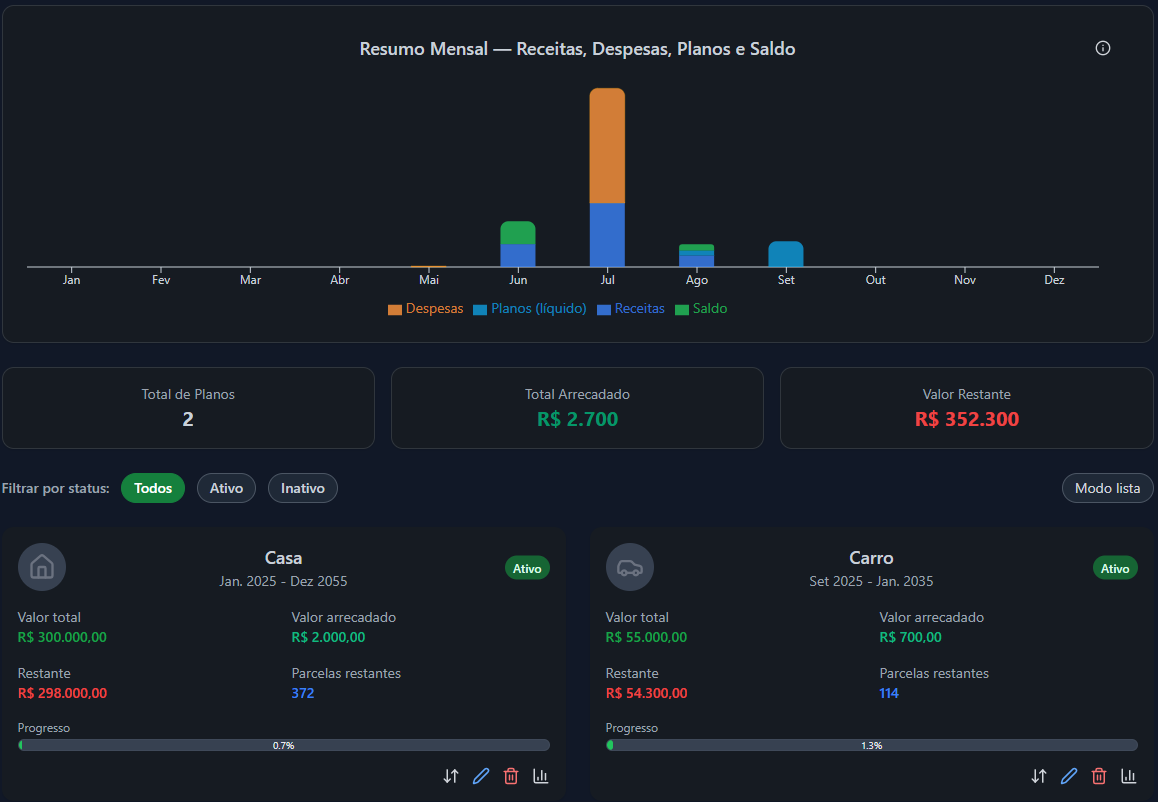 Resumo Mensal — Receitas, Despesas, Planos e Saldo
Jan Fev Mar Abr Mai Jun Jul Ago Set Out Nov Dez
Despesas Planos (líquido) Receitas Saldo
Total de Planos
2
Total Arrecadado
R$ 2.700
Valor Restante
R$ 352.300
Filtrar por status: Todos Ativo Inativo Modo lista
Casa
Jan. 2025 - Dez 2055
Ativo
Valor total
R$ 300.000,00
Valor arrecadado
R$ 2.000,00
Restante
R$ 298.000,00
Parcelas restantes
372
Progresso
0.7%
Carro
Set 2025 - Jan. 2035
Ativo
Valor total
R$ 55.000,00
Valor arrecadado
R$ 700,00
Restante
R$ 54.300,00
Parcelas restantes
114
Progresso
1.3%